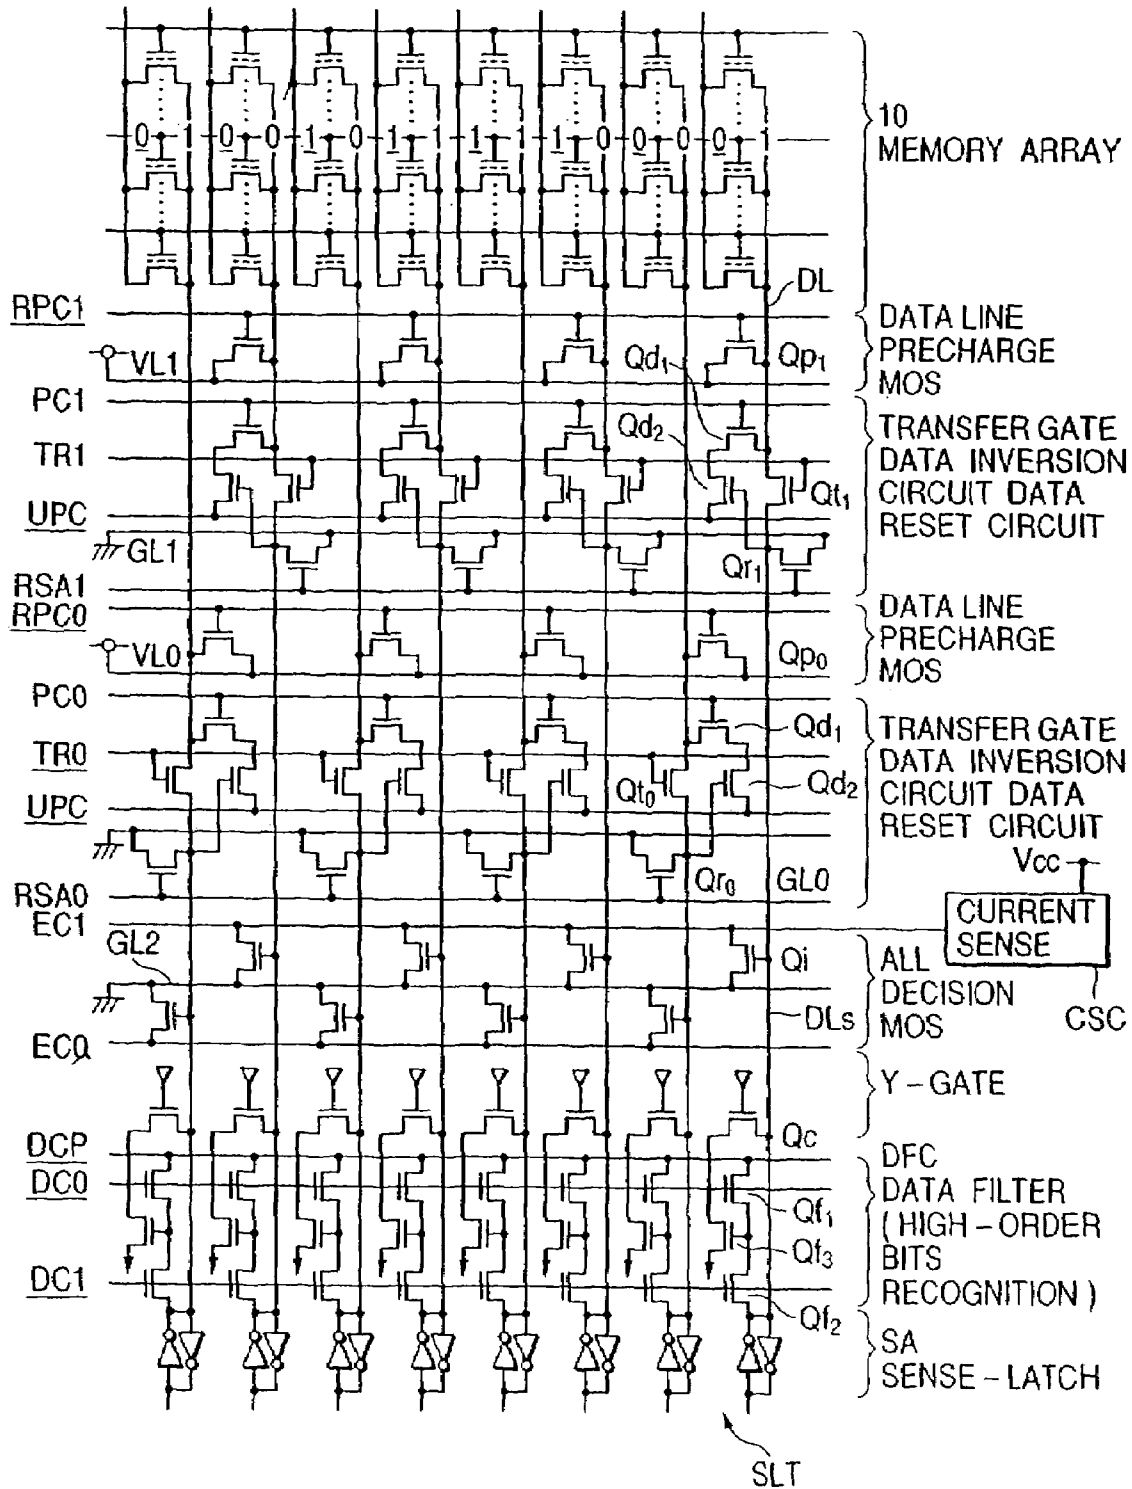 0 1 0 0 1 0 1 1 1 1 1 0 0 0 0 1
10
MEMORY ARRAY
DL
RPC1
DATA LINE
PRECHARGE
MOS
VL1
Qd1
Qp1
PC1
Qd2
TRANSFER GATE
DATA INVERSION
CIRCUIT DATA
RESET CIRCUIT
TR1
Qt1
UPC
GL1
Qr1
RSA1
RPC0
DATA LINE
PRECHARGE
MOS
VL0
Qp0
PC0
Qd1
TRANSFER GATE
DATA INVERSION
CIRCUIT DATA
RESET CIRCUIT
TR0
Qt0
Qd2
UPC
Vcc
Qr0
GL0
RSA0
EC1
CURRENT
SENSE
GL2
Qi
ALL
DECISION
MOS
DLs
CSC
EC0
Y-GATE
Qc
DCP
DFC
DATA FILTER
(HIGH-ORDER
BITS
RECOGNITION)
DC0
Qf1
Qf3
DC1
Qf2
SA
SENSE-LATCH
SLT